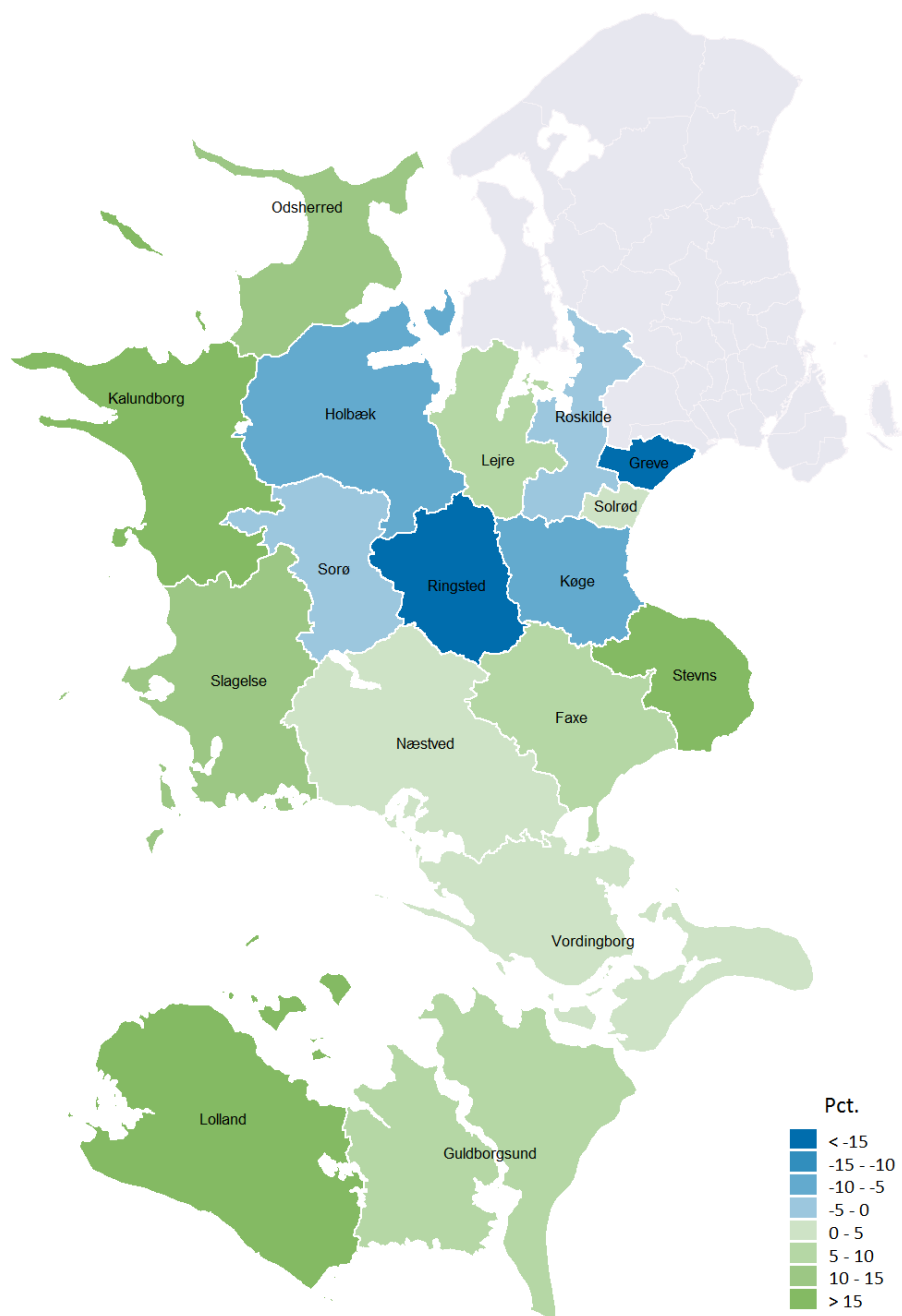 Odsherred
Kalundborg
Holbæk
Roskilde
Lejre
Greve
Solrød
Sorø
Ringsted
Køge
Slagelse
Stevns
Faxe
Næstved
Vordingborg
Lolland
Guldborgsund
Pct.
< -15
-15 - -10
-10 - -5
-5 - 0
0 - 5
5 - 10
10 - 15
> 15